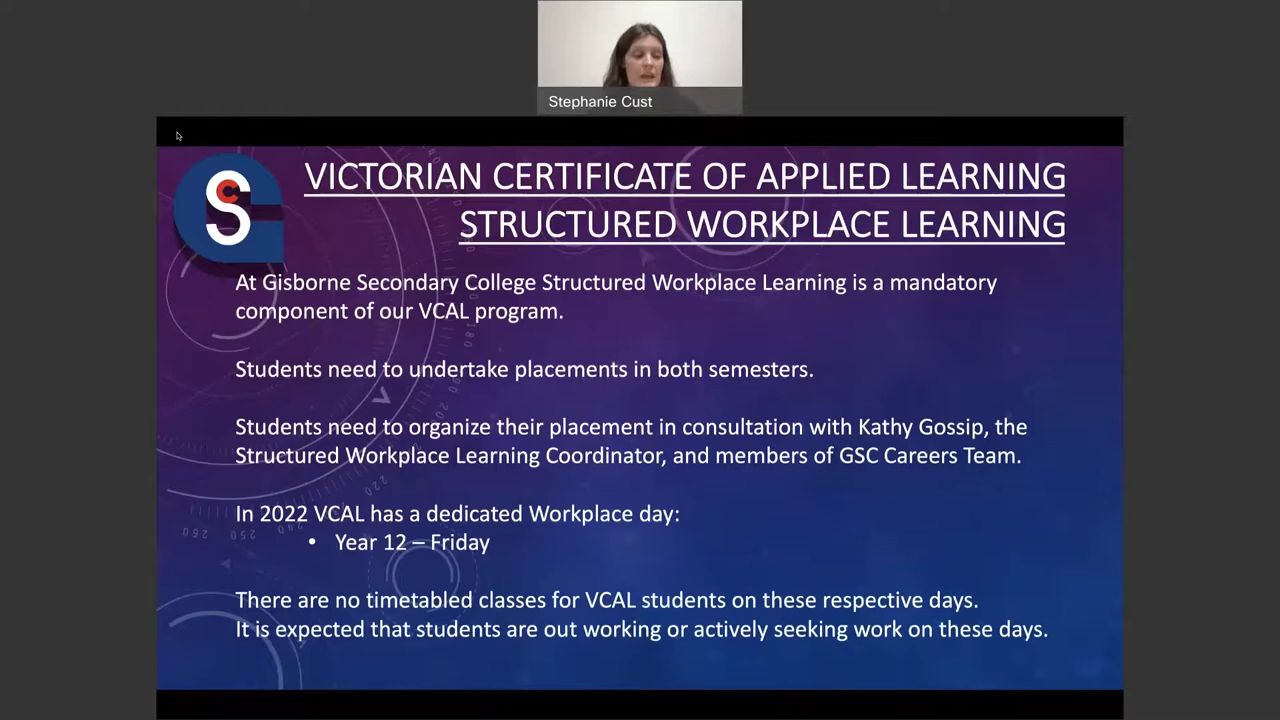 Stephanie Cust
VICTORIAN CERTIFICATE OF APPLIED LEARNING
STRUCTURED WORKPLACE LEARNING
At Gisborne Secondary College Structured Workplace Learning is a mandatory
component of our VCAL program.
Students need to undertake placements in both semesters.
Students need to organize their placement in consultation with Kathy Gossip, the
Structured Workplace Learning Coordinator, and members of GSC Careers Team.
In 2022 VCAL has a dedicated Workplace day:
• Year 12 – Friday
There are no timetabled classes for VCAL students on these respective days.
It is expected that students are out working or actively seeking work on these days.